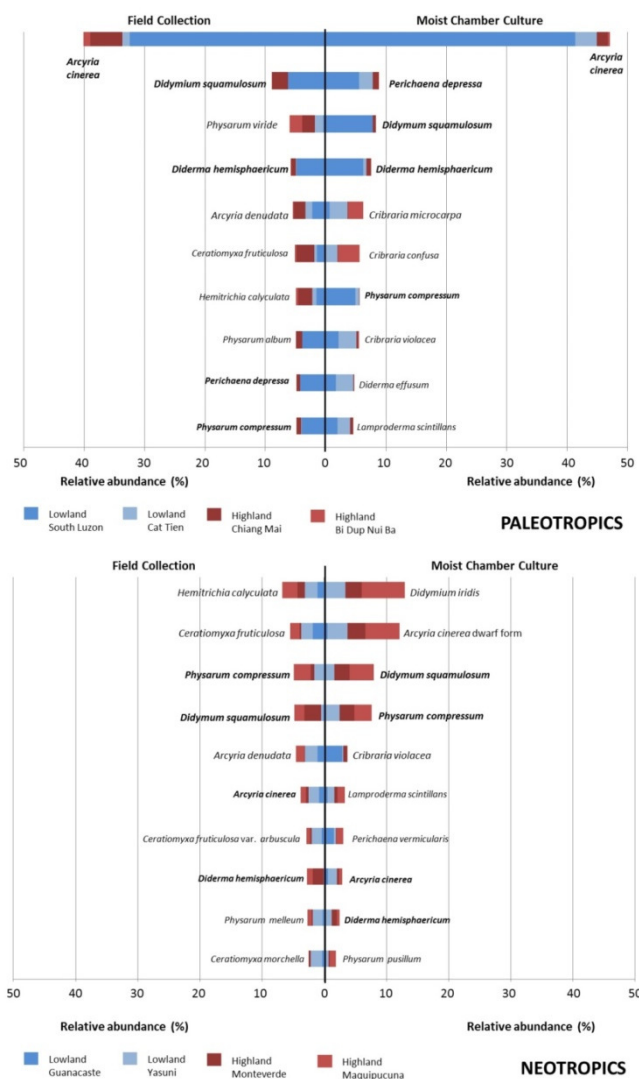 Field Collection Moist Chamber Culture
Arcyria cinerea Arcyria cinerea
Didymium squamulosum Perichaena depressa
Physarum viride Didymum squamulosum
Diderma hemisphaericum Diderma hemisphaericum
Arcyria denudata Cribraria microcarpa
Ceratiomyxa fruticulosa Cribraria confusa
Hemitrichia calyculata Physarum compressum
Physarum album Cribraria violacea
Perichaena depressa Diderma effusum
Physarum compressum Lamproderma scintillans
50 40 30 20 10 0 10 20 30 40 50
Relative abundance (%) Relative abundance (%)
Lowland Lowland Highland Highland
South Luzon Cat Tien Chiang Mai Bi Dup Nui Ba
PALEOTROPICS
Field Collection Moist Chamber Culture
Hemitrichia calyculata Didymium iridis
Ceratiomyxa fruticulosa Arcyria cinerea dwarf form
Physarum compressum Didymum squamulosum
Didymum squamulosum Physarum compressum
Arcyria denudata Cribraria violacea
Arcyria cinerea Lamproderma scintillans
Ceratiomyxa fruticulosa var. arbuscula Perichaena vermicularis
Diderma hemisphaericum Arcyria cinerea
Physarum melleum Diderma hemisphaericum
Ceratiomyxa morchella Physarum pusillum
50 40 30 20 10 0 10 20 30 40 50
Relative abundance (%) Relative abundance (%)
Lowland Lowland Highland Highland
Guanacaste Yasuni Monteverde Maquipucuna
NEOTROPICS